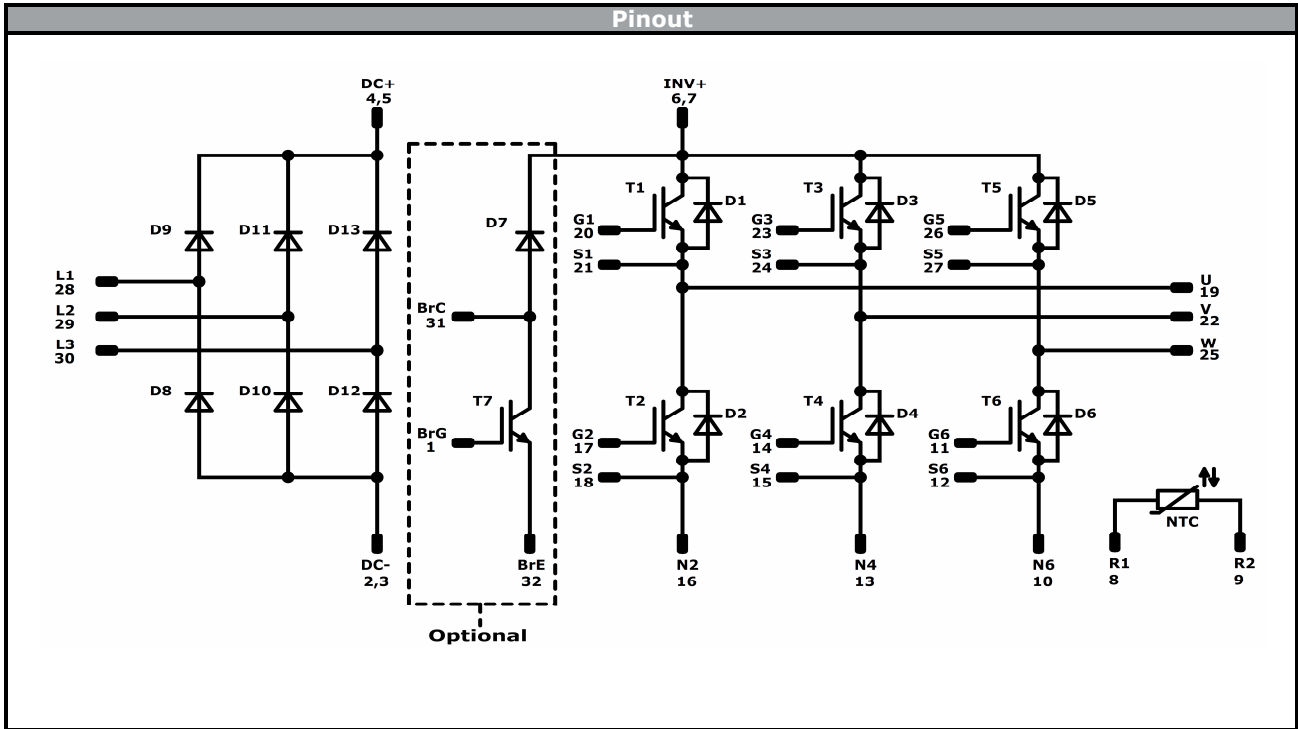 Pinout
DC+
4,5
INV+
6,7
T1
D1
T3
D3
T5
D5
D9
D11
D13
D7
G1
20
G3
23
G5
26
S1
21
S3
24
S5
27
L1
28
L2
29
L3
30
BrC
31
U
19
V
22
W
25
D8
D10
D12
T7
T2
D2
T4
D4
T6
D6
BrG
1
G2
17
G4
14
G6
11
S2
18
S4
15
S6
12
NTC
DC-
2,3
BrE
32
N2
16
N4
13
N6
10
R1
8
R2
9
Optional